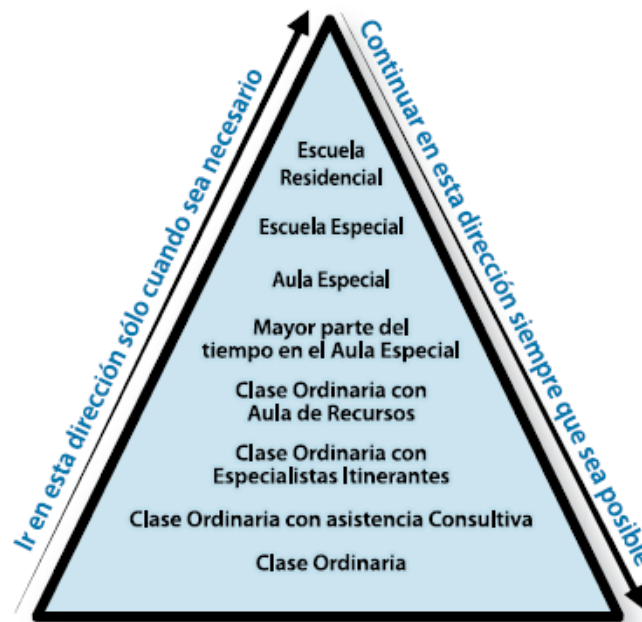 Ir en esta dirección sólo cuando sea necesario
Continuar en esta dirección siempre que sea posible
Escuela
Residencial
Escuela Especial
Aula Especial
Mayor parte del
tiempo en el Aula Especial
Clase Ordinaria con
Aula de Recursos
Clase Ordinaria con
Especialistas Itinerantes
Clase Ordinaria con asistencia Consultiva
Clase Ordinaria